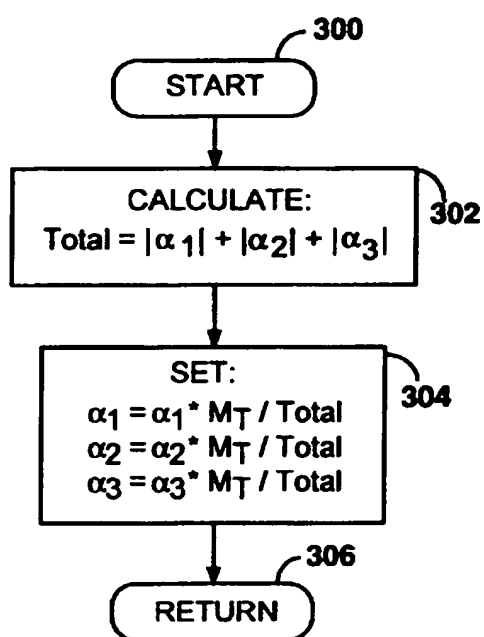 300
START
CALCULATE:
302
Total = |α1| + |α2| + |α3|
SET:
304
α1 = α1* MT / Total
α2 = α2* MT / Total
α3 = α3* MT / Total
306
RETURN